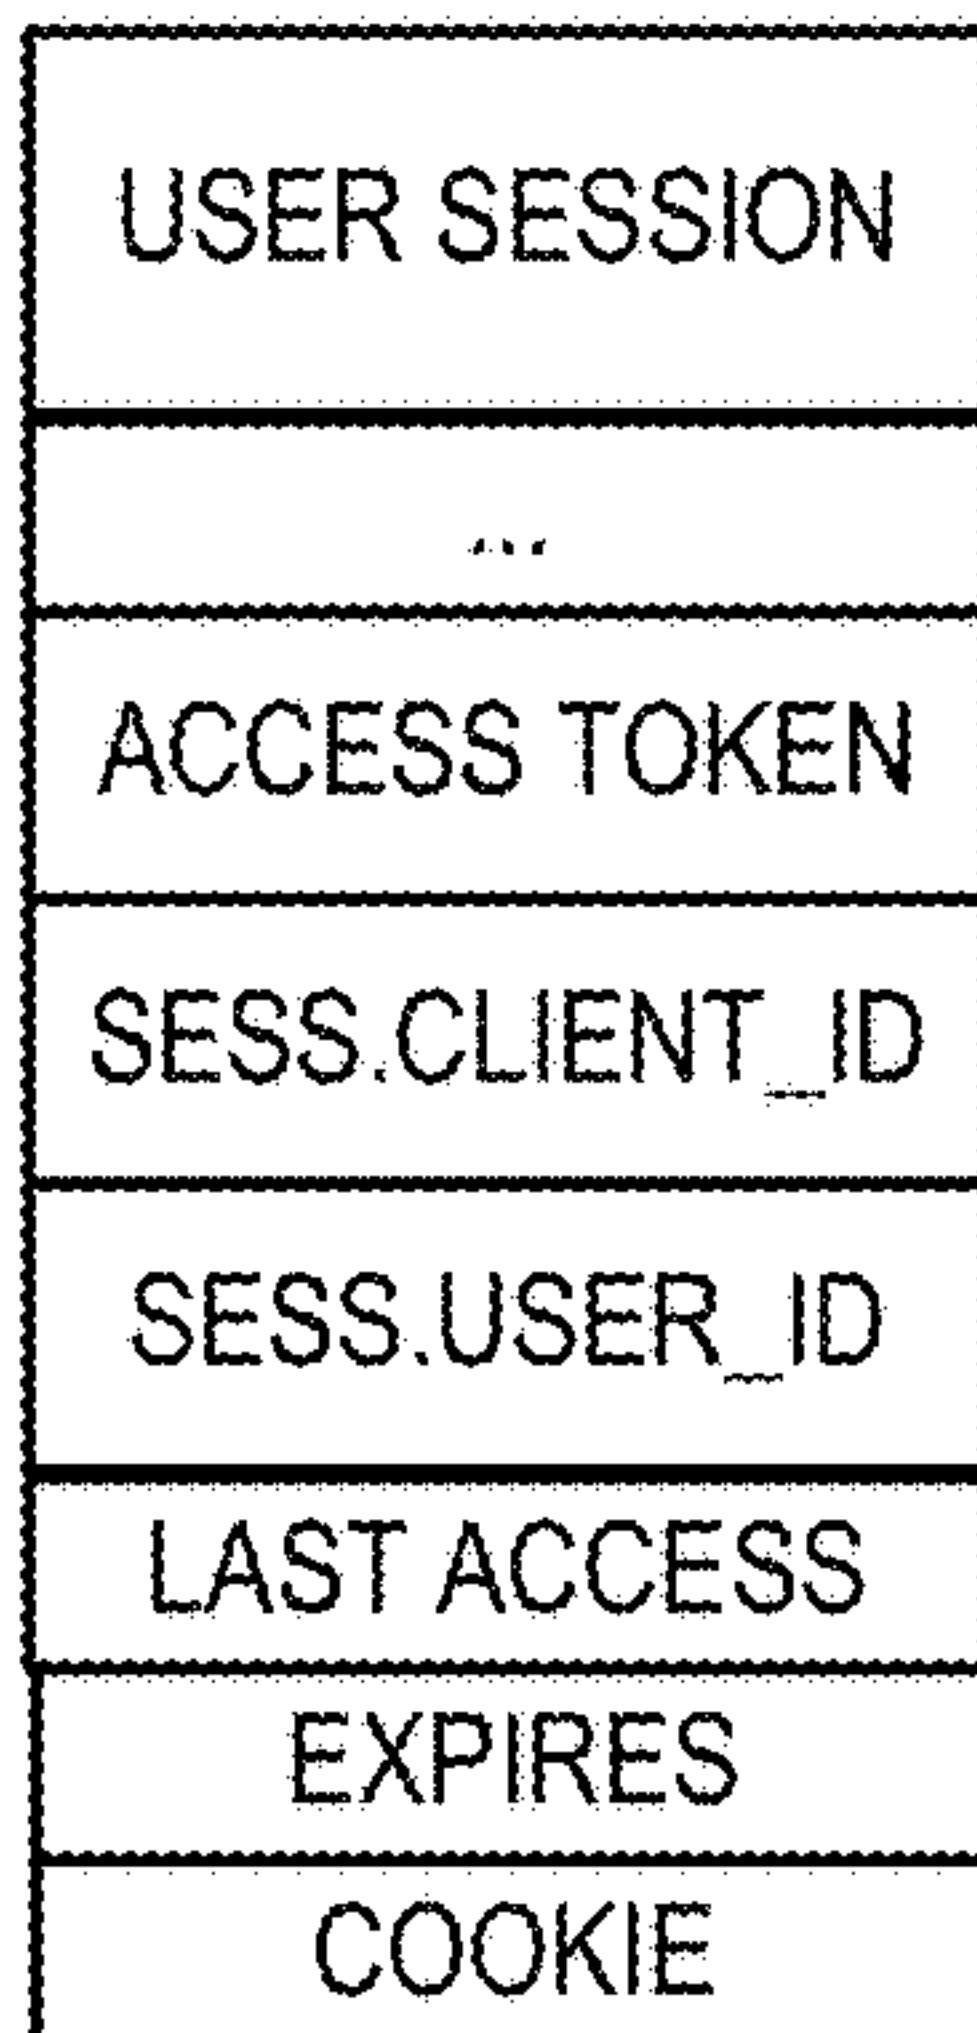 USER SESSION
...
ACCESS TOKEN
SESS.CLIENT_ID
SESS.USER_ID
LAST ACCESS
EXPIRES
COOKIE